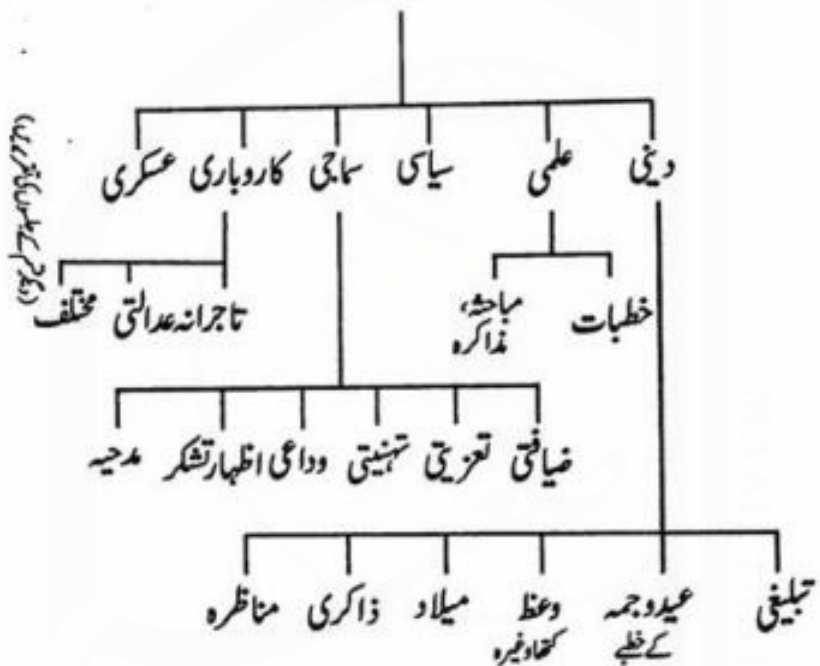 دینی علمی سیاسی سماجی کاروباری عسکری
خطبات مباحثہ، تاجرانہ عدالتی مختلف
مذاکرہ
ضیافتی تعزیتی تہنیتی وداعی اظہار تشکر مدحیہ
تبلیغی عیدوجمہ وعظ میلاد ذاکری مناظرہ
کے خطبے کتھا وغیرہ